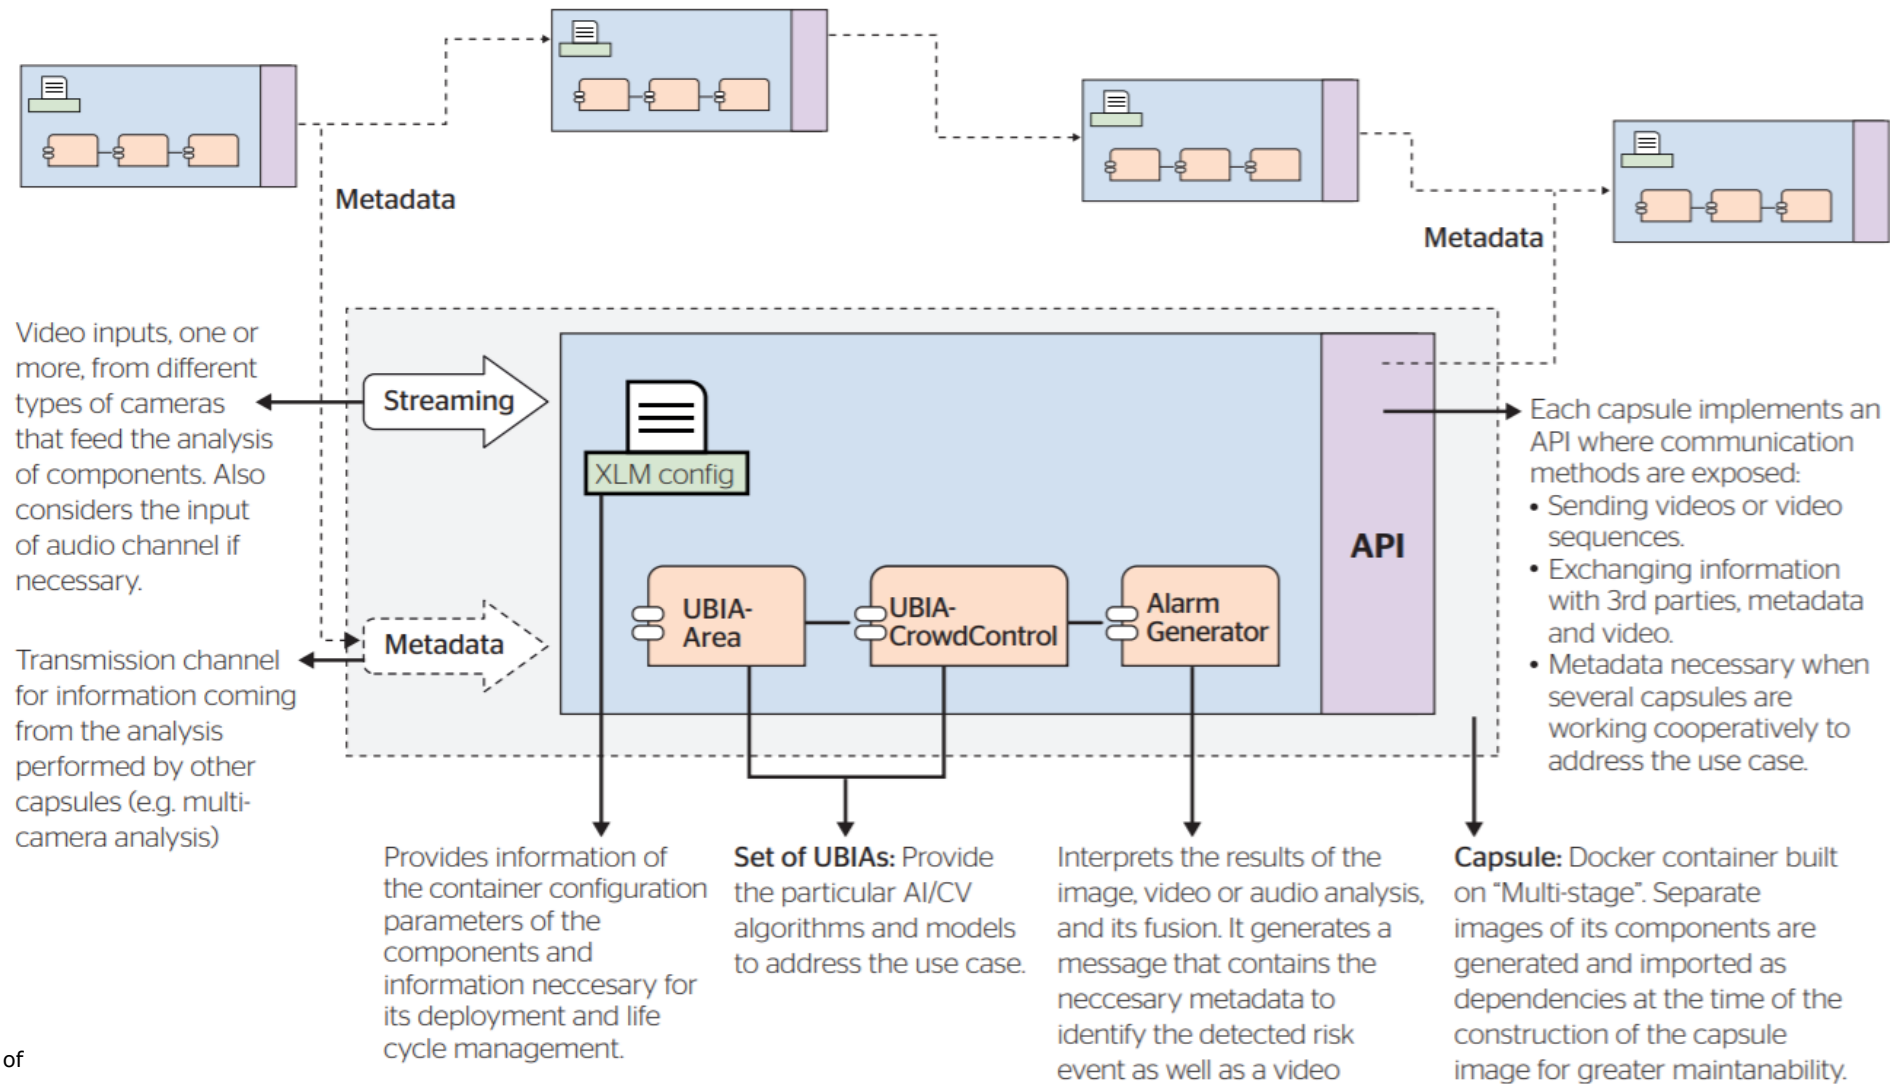 Metadata
Metadata
Video inputs, one or
more, from different
types of cameras
that feed the analysis
of components. Also
considers the input
of audio channel if
necessary.
Transmission channel
for information coming
from the analysis
performed by other
capsules (e.g. multi-
camera analysis)
Streaming
Metadata
XLM config
UBIA-
Area
UBIA-
CrowdControl
Alarm
Generator
API
Each capsule implements an
API where communication
methods are exposed:
• Sending videos or video
sequences.
• Exchanging information
with 3rd parties, metadata
and video.
• Metadata necessary when
several capsules are
working cooperatively to
address the use case.
Provides information of
the container configuration
parameters of the
components and
information neccesary for
its deployment and life
cycle management.
Set of UBIAs: Provide
the particular AI/CV
algorithms and models
to address the use case.
Interprets the results of the
image, video or audio analysis,
and its fusion. It generates a
message that contains the
neccesary metadata to
identify the detected risk
event as well as a video
Capsule: Docker container built
on “Multi-stage”. Separate
images of its components are
generated and imported as
dependencies at the time of the
construction of the capsule
image for greater maintanability.
of